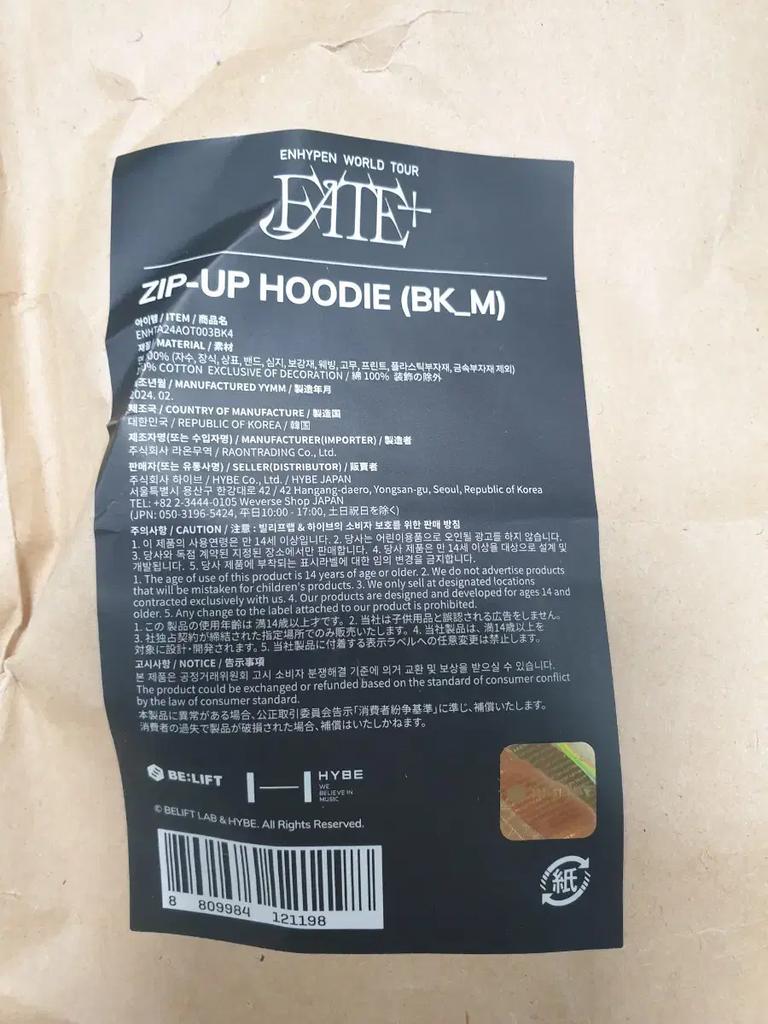 ENHYPEN WORLD TOUR
FATE+
ZIP-UP HOODIE (BK_M)
아이템 / ITEM / 商品名
ENHTA24AOT003BK4
재질 / MATERIAL / 素材
면 100% (자수, 장식, 상표, 밴드, 심지, 보강재, 웨빙, 고무, 프린트, 플라스틱부자재, 금속부자재 제외)
100% COTTON EXCLUSIVE OF DECORATION / 綿 100% 装飾の除外
제조년월 / MANUFACTURED YYMM / 製造年月
2024. 02.
제조국 / COUNTRY OF MANUFACTURE / 製造国
대한민국 / REPUBLIC OF KOREA / 韓国
제조자명(또는 수입자명) / MANUFACTURER(IMPORTER) / 製造者
주식회사 라온무역 / RAONTRADING Co., Ltd.
판매자(또는 유통사명) / SELLER(DISTRIBUTOR) / 販賣者
주식회사 하이브 / HYBE Co., Ltd. / HYBE JAPAN
서울특별시 용산구 한강대로 42 / 42 Hangang-daero, Yongsan-gu, Seoul, Republic of Korea
TEL: +82 2-3444-0105 Weverse Shop JAPAN
(JPN: 050-3196-5424, 平日10:00 - 17:00, 土日祝日を除く)
주의사항 / CAUTION / 注意 : 빌리프랩 & 하이브의 소비자 보호를 위한 판매 방침
1. 이 제품의 사용연령은 만 14세 이상입니다. 2. 당사는 어린이용품으로 오인될 광고를 하지 않습니다.
3. 당사와 독점 계약된 지정된 장소에서만 판매합니다. 4. 당사 제품은 만 14세 이상을 대상으로 설계 및
개발됩니다. 5. 당사 제품에 부착되는 표시라벨에 대한 임의 변경을 금지합니다.
1. The age of use of this product is 14 years of age or older. 2. We do not advertise products
that will be mistaken for children's products. 3. We only sell at designated locations
contracted exclusively with us. 4. Our products are designed and developed for ages 14 and
older. 5. Any change to the label attached to our product is prohibited.
1. この 製品の使用年齢は 満14歳以上才です。2. 当社は子供用品と誤認される広告をしません。
3. 社独占契約が締結された指定場所でのみ販売いたします。4. 当社製品は、満14歳以上を
対象に設計・開発されます。5. 当社製品に付着する表示ラベルへの任意変更は禁止します。
고시사항 / NOTICE / 告示事項
본 제품은 공정거래위원회 고시 소비자 분쟁해결 기준에 의거 교환 및 보상을 받으실 수 있습니다.
The product could be exchanged or refunded based on the standard of consumer conflict
by the law of consumer standard.
本製品に異常がある場合、公正取引委員会告示「消費者紛争基準」に準じ、補償いたします。
消費者の過失で製品が破損された場合、補償はいたしかねます。
BE:LIFT
HYBE
WE
BELIEVE IN
MUSIC
© BELIFT LAB & HYBE. All Rights Reserved.
8 809984 121198
紙